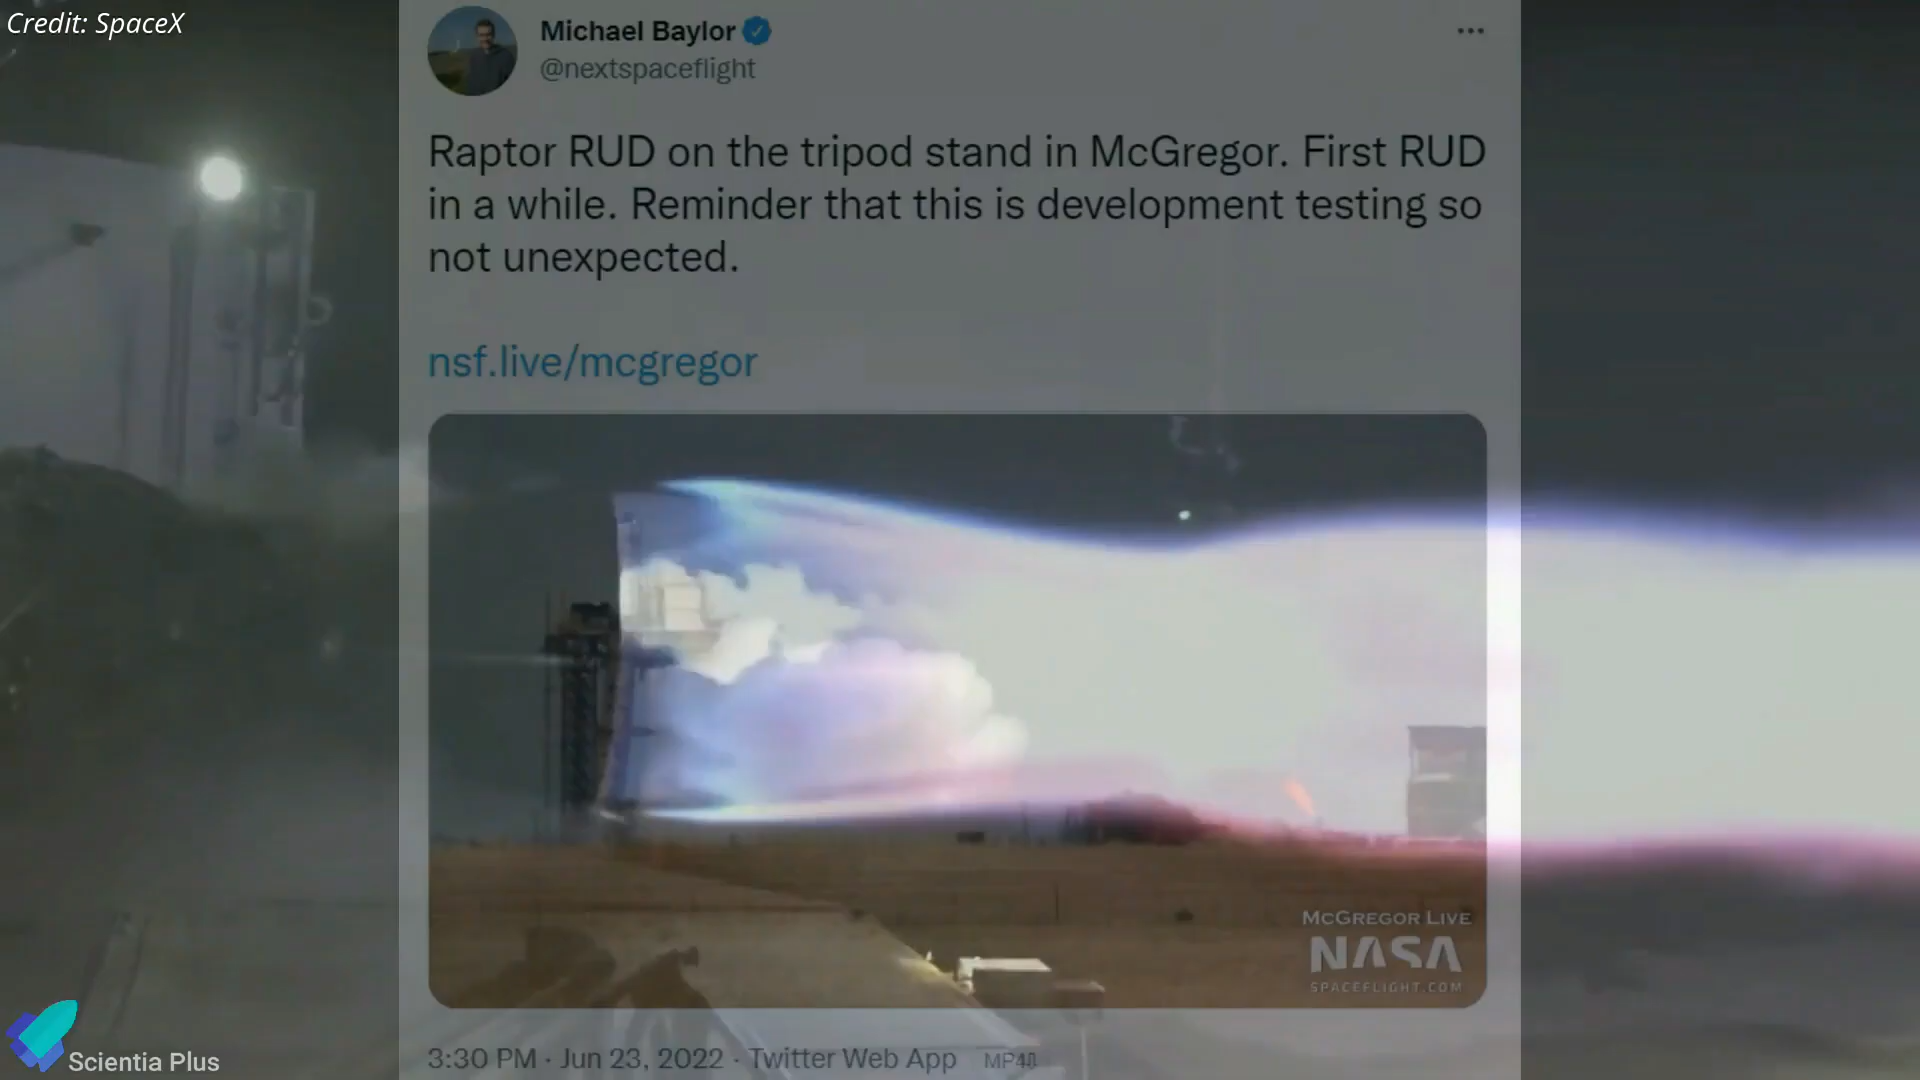 Credit: SpaceX
Michael Baylor
@nextspaceflight
Raptor RUD on the tripod stand in McGregor. First RUD
in a while. Reminder that this is development testing so
not unexpected.
nsf.live/mcgregor
McGregor Live
NASA
SPACEFLIGHT.COM
3:30 PM · Jun 23, 2022 · Twitter Web App
Scientia Plus